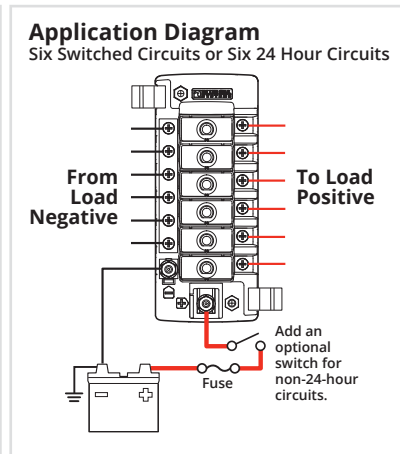 Application Diagram
Six Switched Circuits or Six 24 Hour Circuits
From
Load
Negative
To Load
Positive
Add an
optional
switch for
non-24-hour
circuits.
Fuse